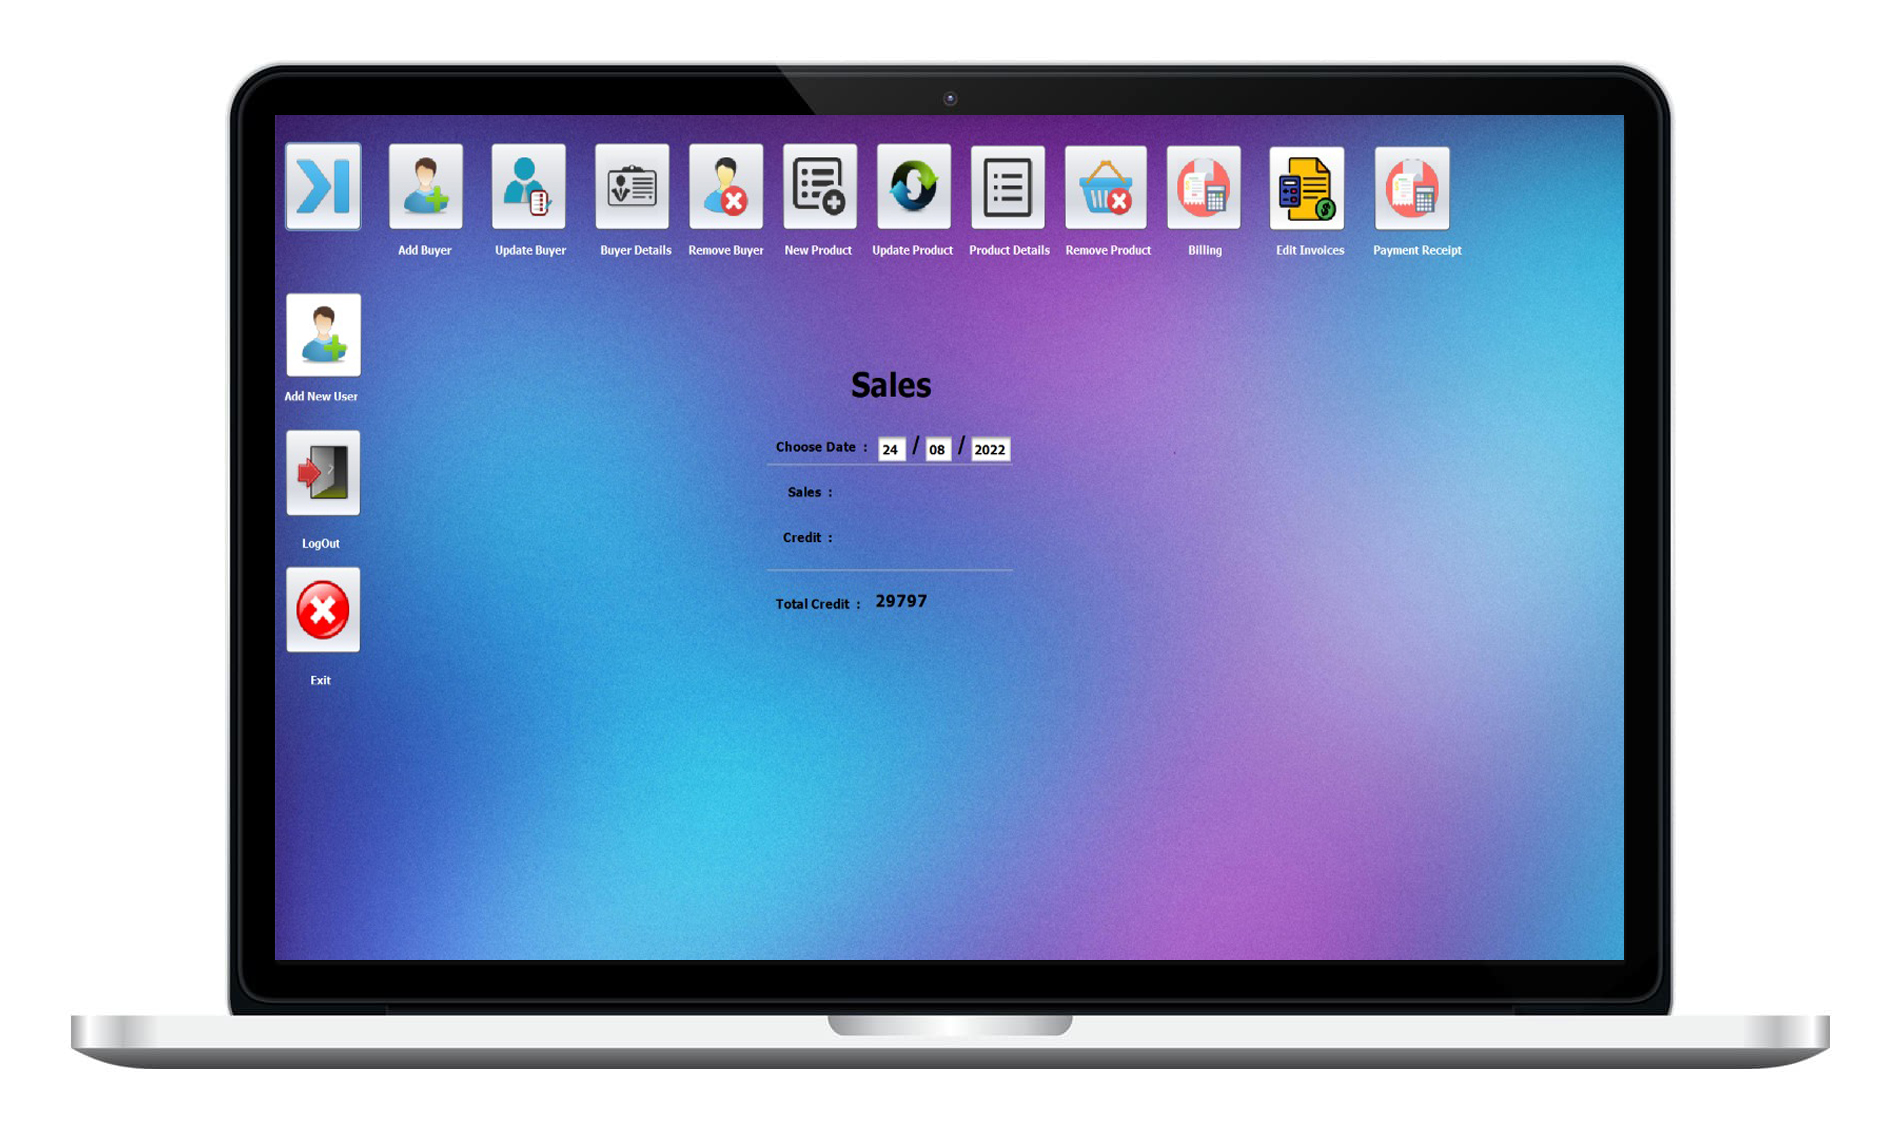 Add Buyer
Update Buyer
Buyer Details
Remove Buyer
New Product
Update Product
Product Details
Remove Product
Billing
Edit Invoices
Payment Receipt
Add New User
LogOut
Exit
Sales
Choose Date : 24 / 08 / 2022
Sales :
Credit :
Total Credit : 29797